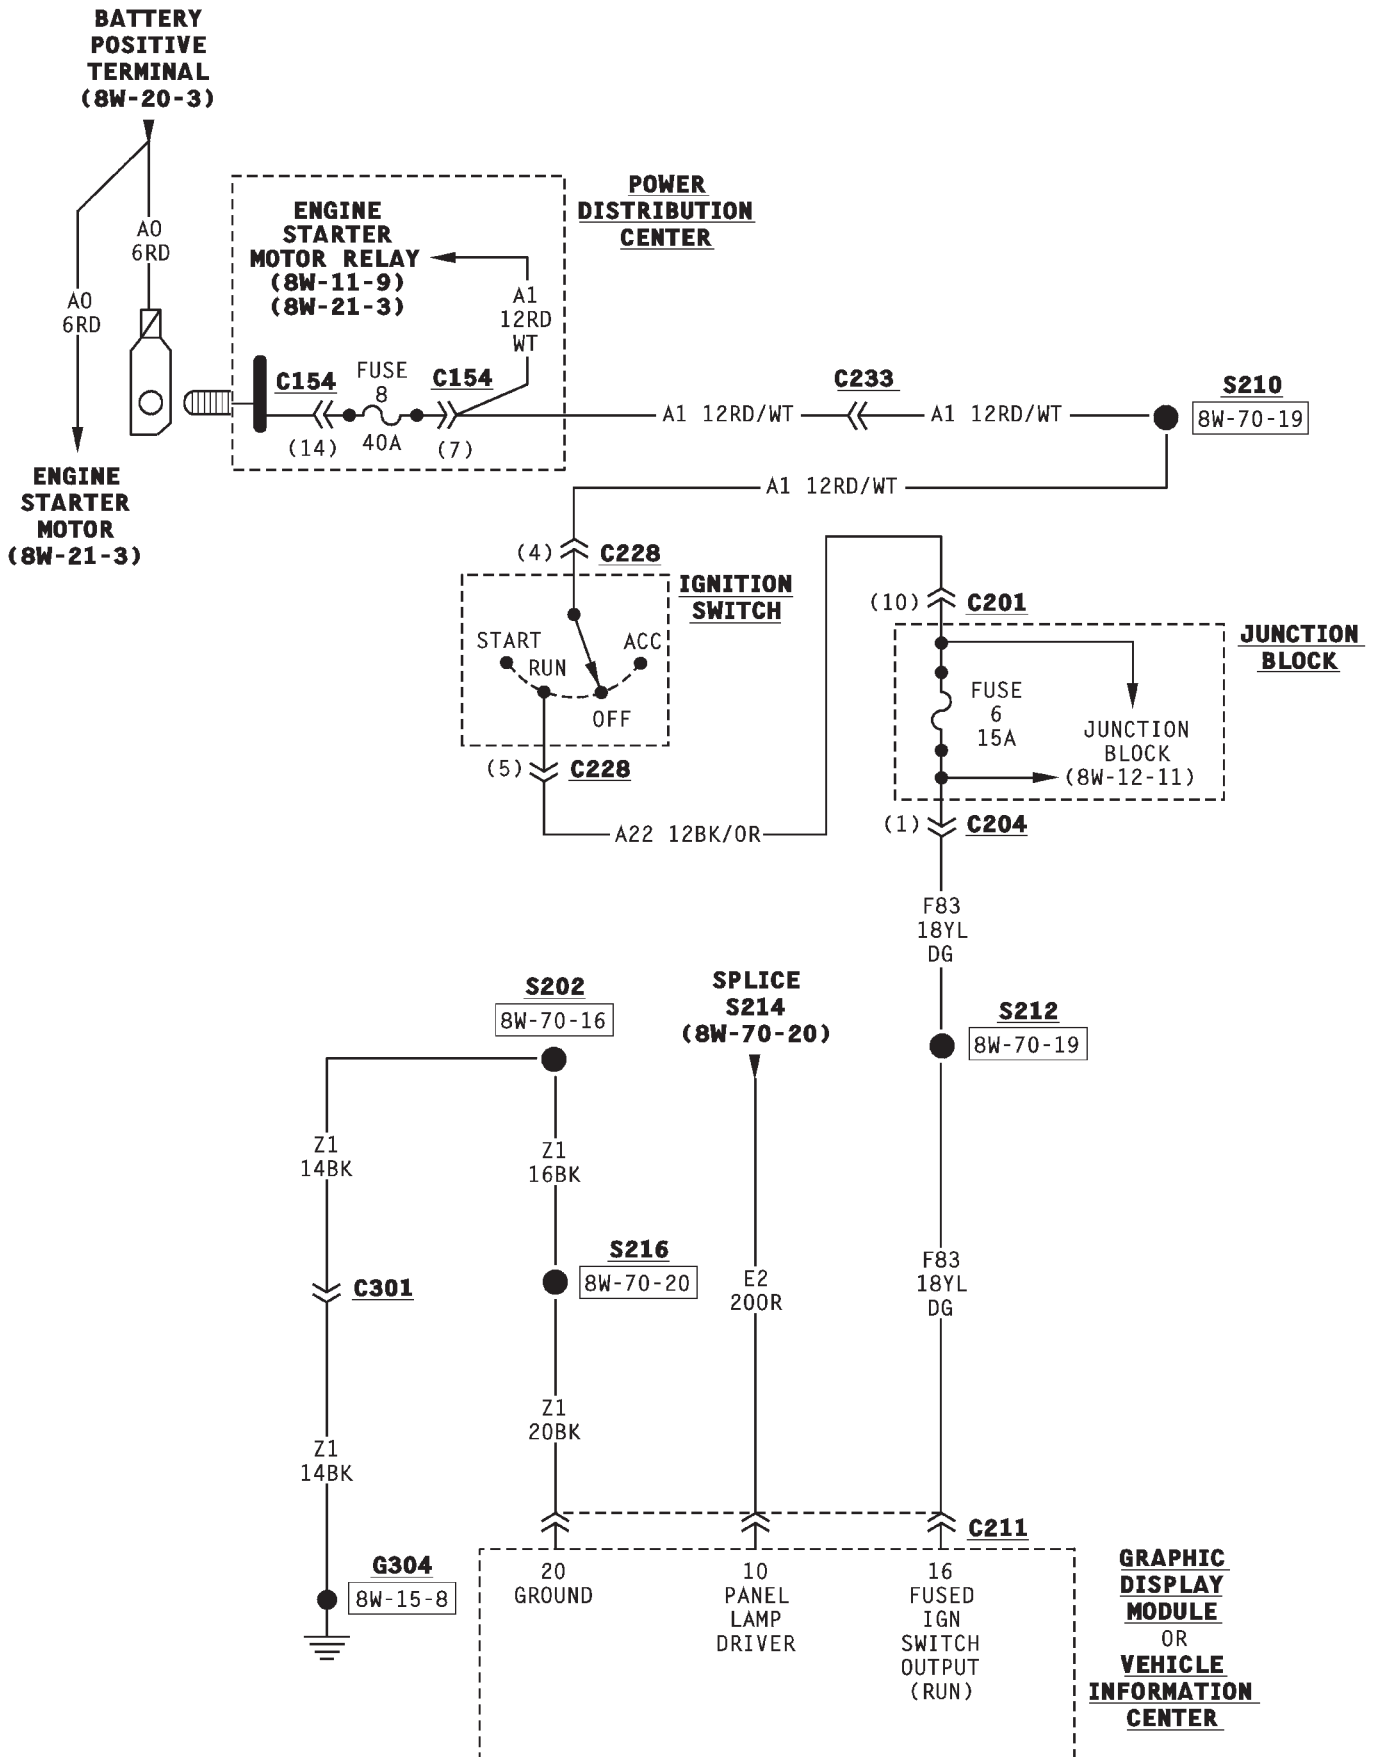 BATTERY
POSITIVE
TERMINAL
(8W-20-3)
A0
6RD
A0
6RD
ENGINE
STARTER
MOTOR
(8W-21-3)
POWER
DISTRIBUTION
CENTER
ENGINE
STARTER
MOTOR RELAY
(8W-11-9)
(8W-21-3)
A1
12RD
WT
C154
FUSE
8
C154
(14)
40A
(7)
A1 12RD/WT
C233
A1 12RD/WT
S210
8W-70-19
A1 12RD/WT
(4)
C228
IGNITION
SWITCH
START
RUN
ACC
OFF
(5)
C228
A22 12BK/OR
(10)
C201
JUNCTION
BLOCK
FUSE
6
15A
JUNCTION
BLOCK
(8W-12-11)
(1)
C204
F83
18YL
DG
S202
8W-70-16
SPLICE
S214
(8W-70-20)
S212
8W-70-19
Z1
14BK
Z1
16BK
S216
8W-70-20
E2
20OR
F83
18YL
DG
C301
Z1
20BK
Z1
14BK
C211
G304
8W-15-8
20
GROUND
10
PANEL
LAMP
DRIVER
16
FUSED
IGN
SWITCH
OUTPUT
(RUN)
GRAPHIC
DISPLAY
MODULE
OR
VEHICLE
INFORMATION
CENTER